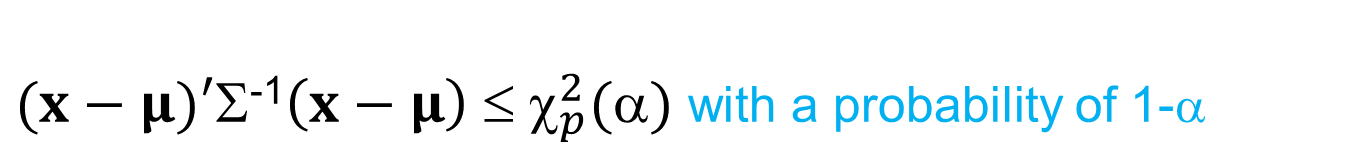 (𝐱 − 𝛍)′Σ⁻¹(𝐱 − 𝛍) ≤ χ²ₚ(α) with a probability of 1-α